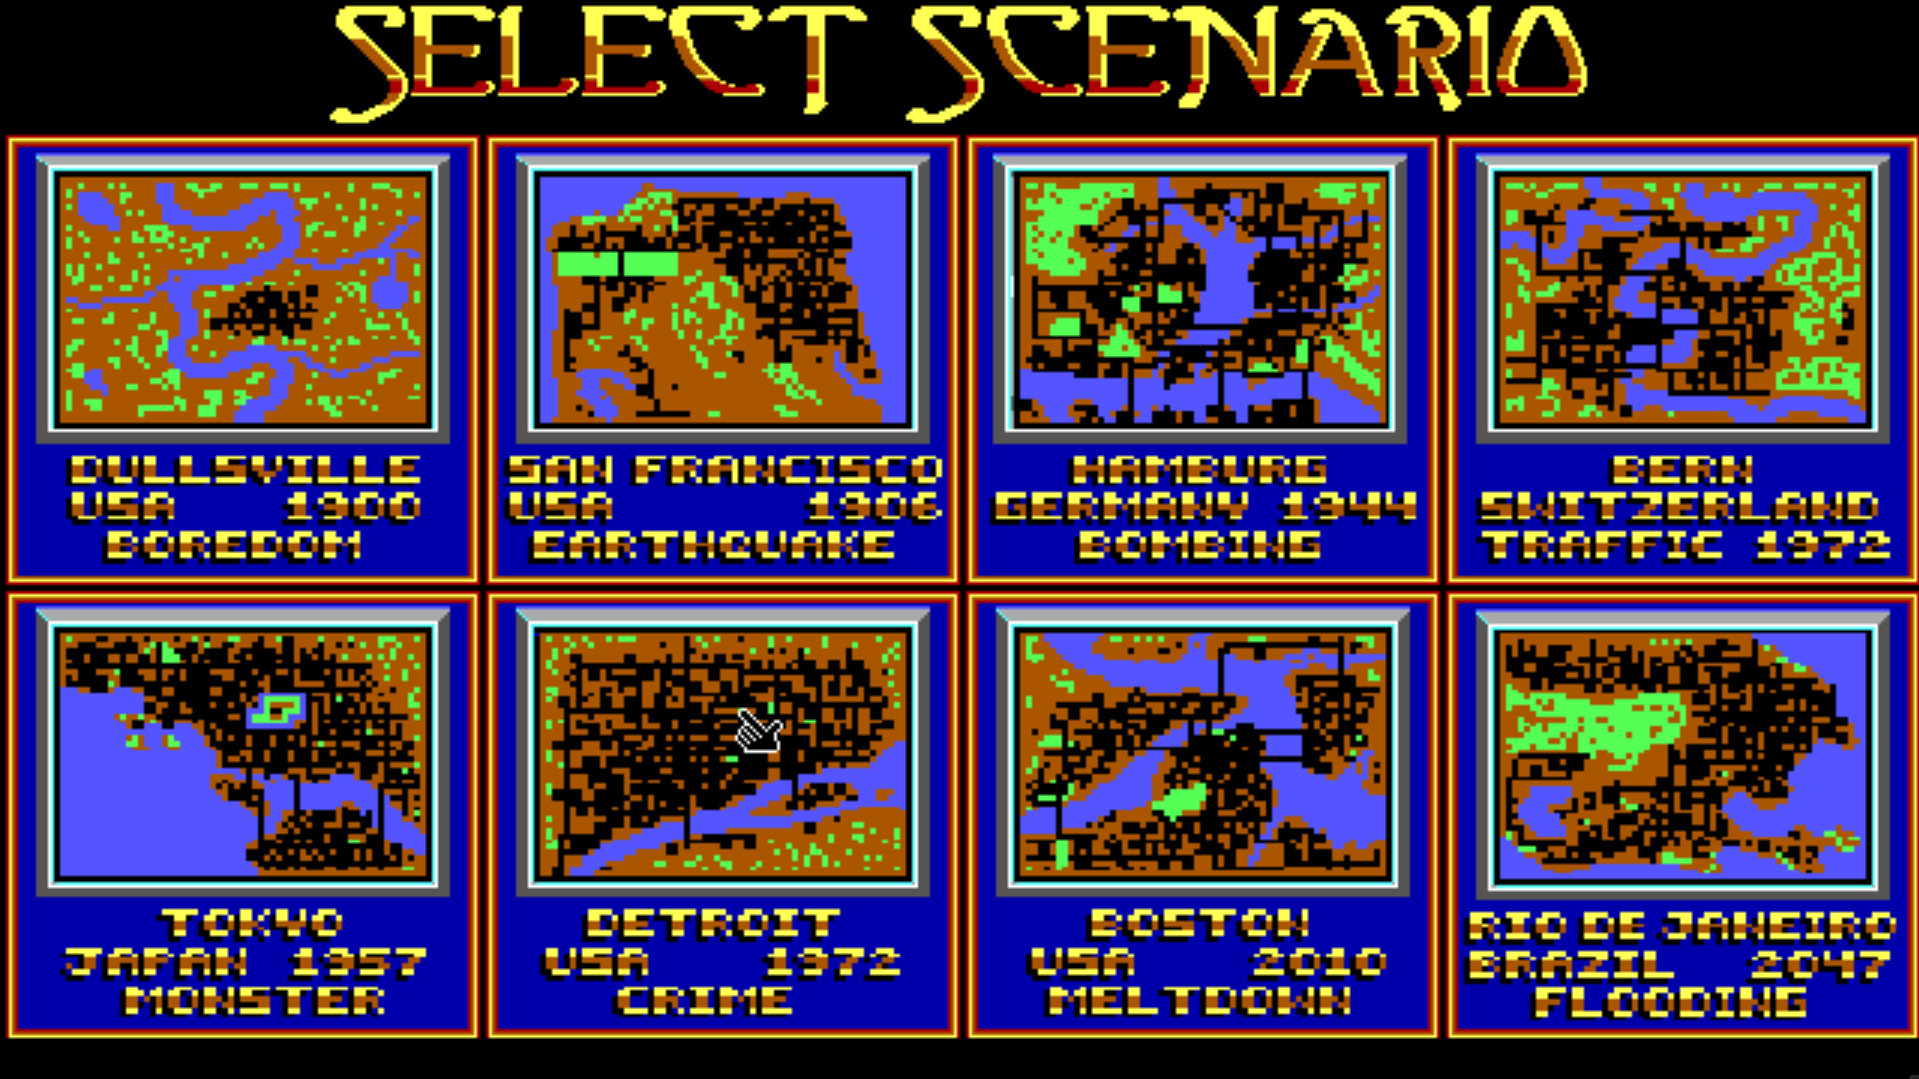 SELECT SCENARIO
DULLSVILLE
USA 1900
BOREDOM
SAN FRANCISCO
USA 1906
EARTHQUAKE
HAMBURG
GERMANY 1944
BOMBING
BERN
SWITZERLAND
TRAFFIC 1972
TOKYO
JAPAN 1957
MONSTER
DETROIT
USA 1972
CRIME
BOSTON
USA 2010
MELTDOWN
RIO DE JANEIRO
BRAZIL 2047
FLOODING